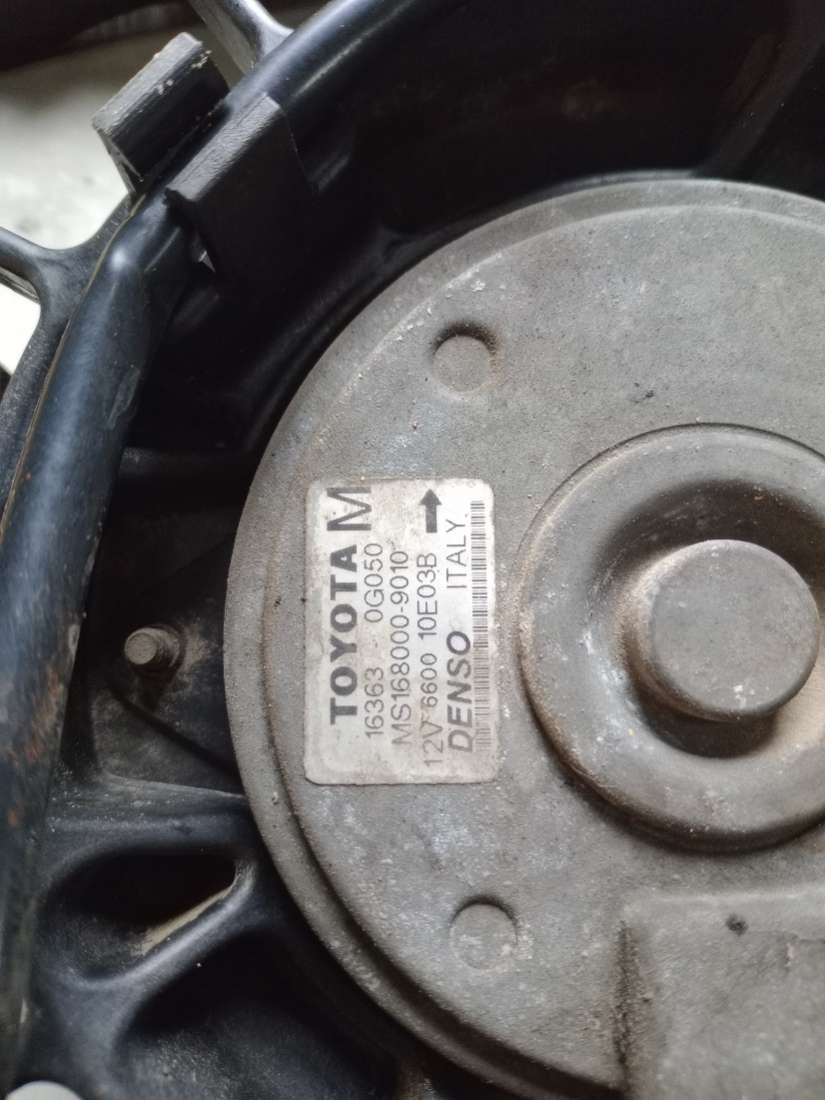 TOYOTA M
16363 - 0G050
MS168000-9010
12V 6600 10E03B
DENSO ITALY.